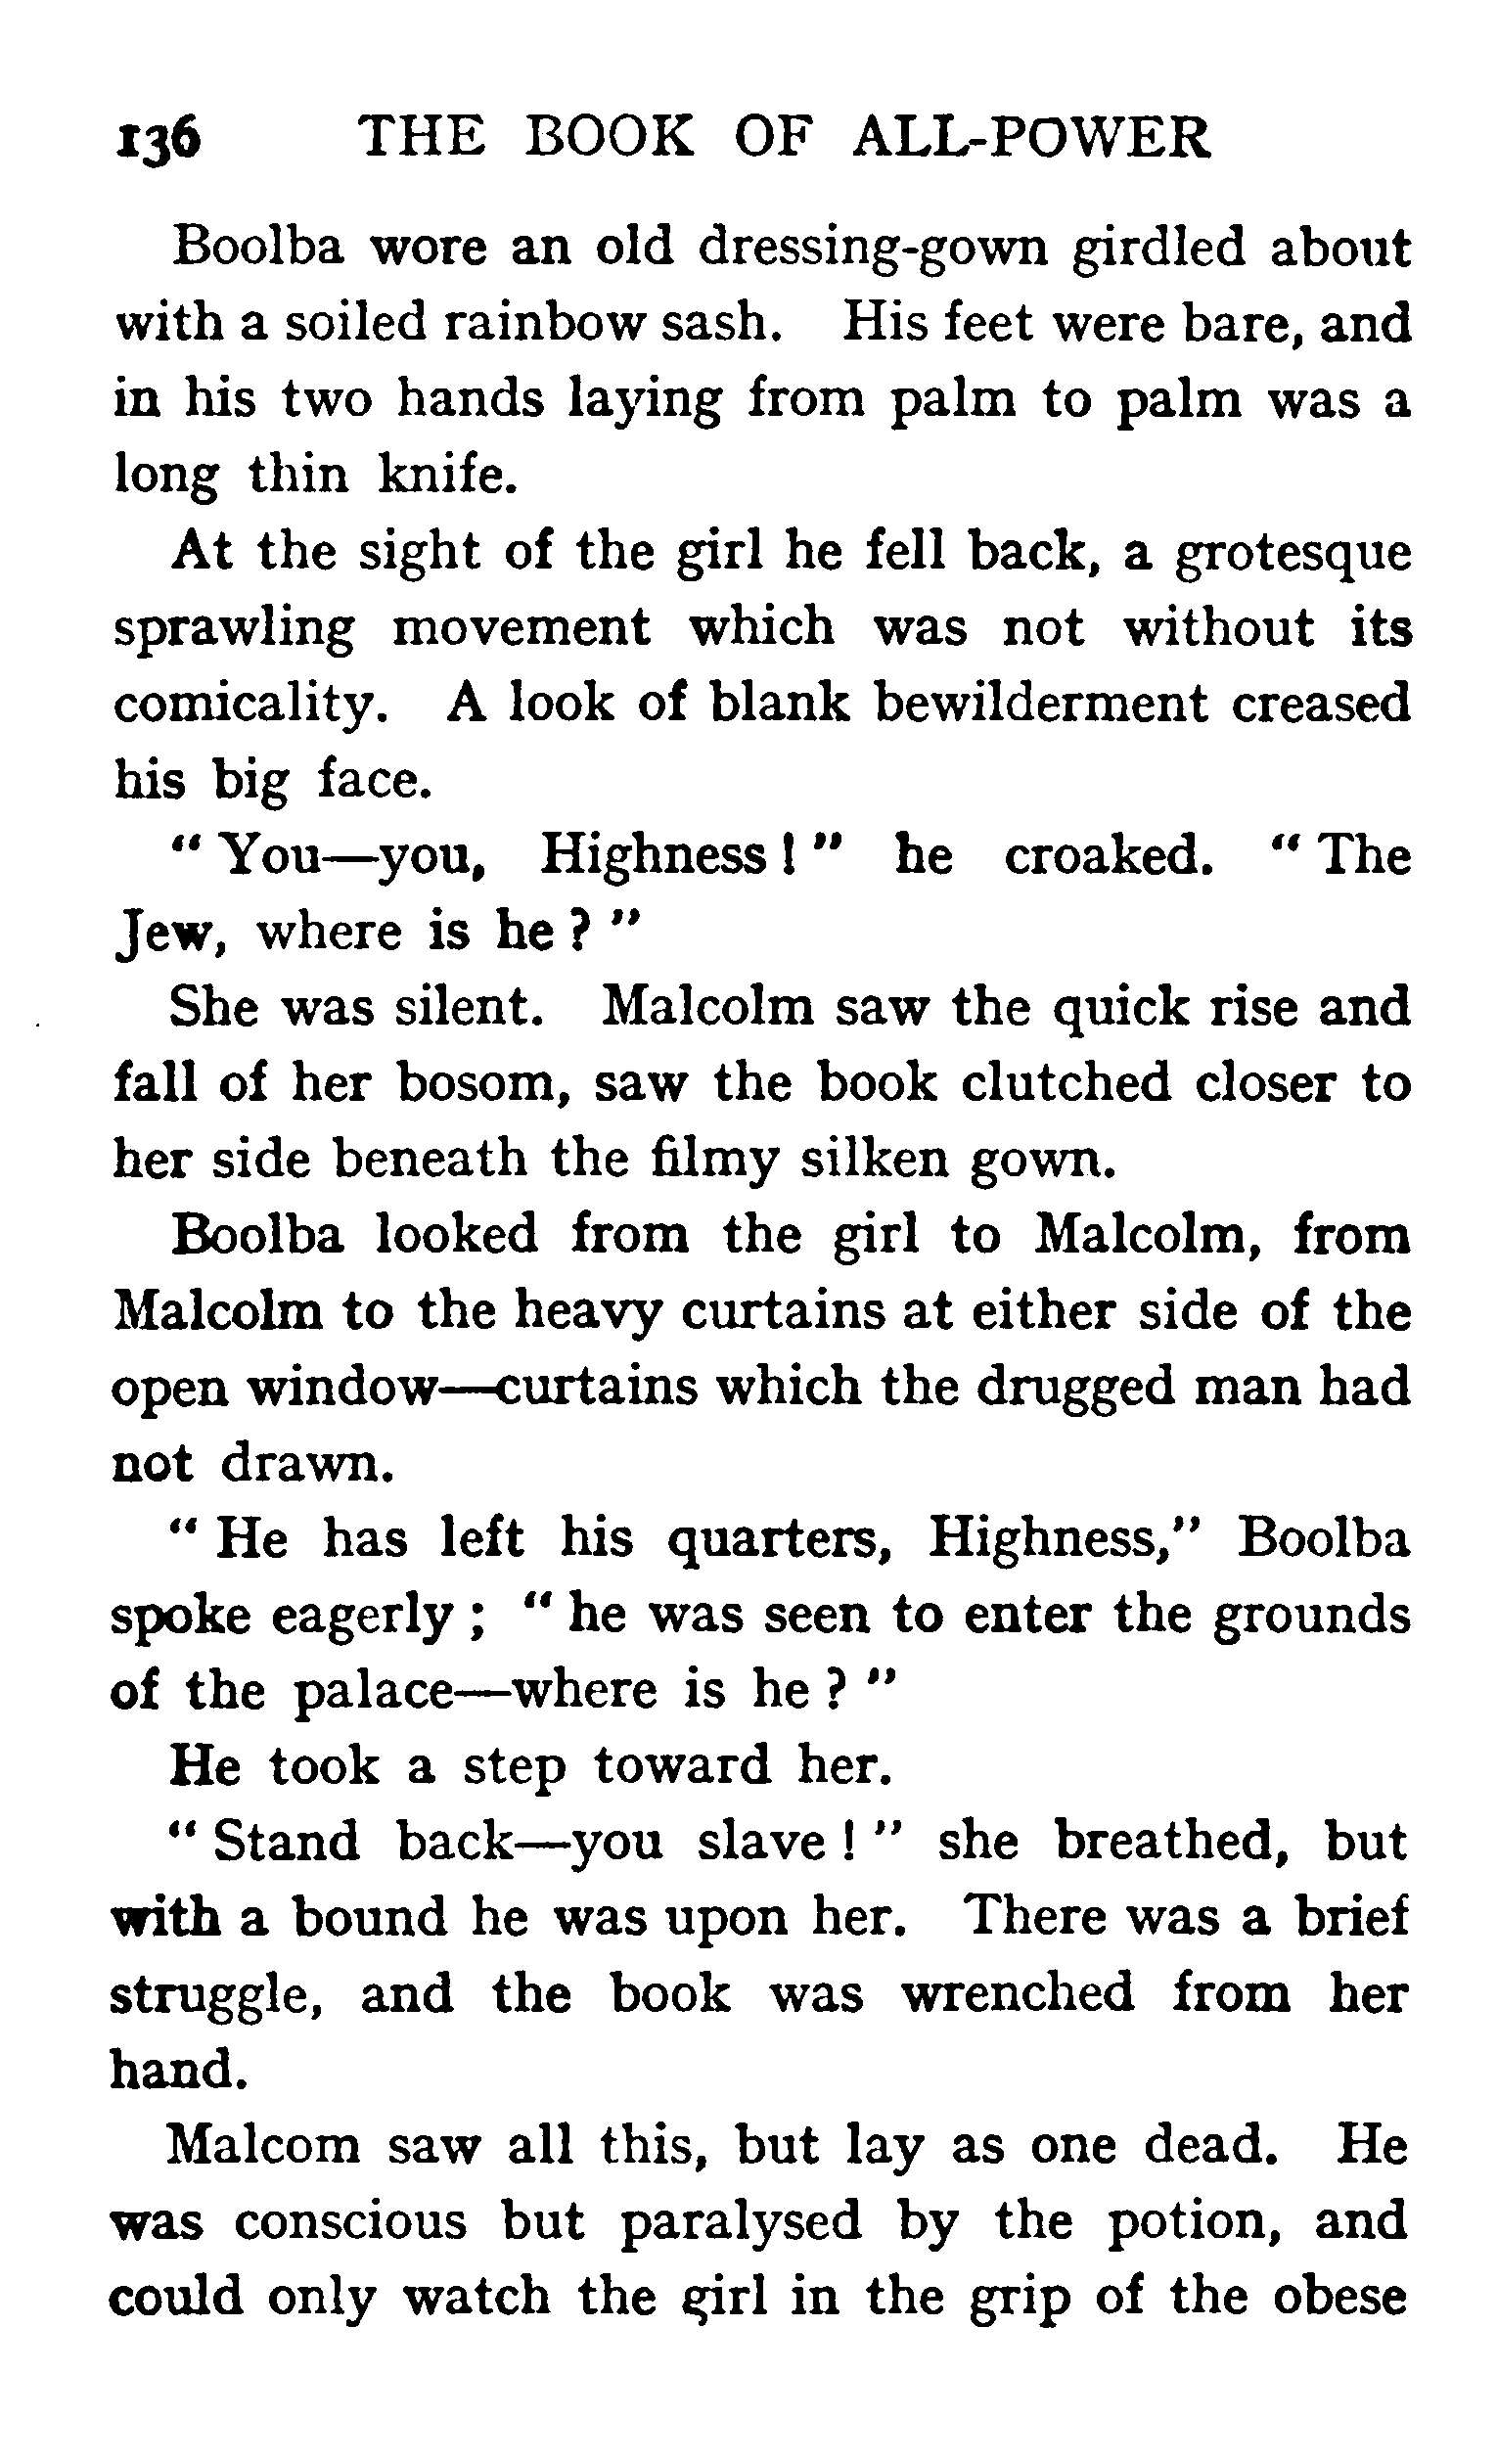 136 THE BOOK OF ALL-POWER
Boolba wore an old dressing-gown girdled about
with a soiled rainbow sash. His feet were bare, and
in his two hands laying from palm to palm was a
long thin knife.
At the sight of the girl he fell back, a grotesque
sprawling movement which was not without its
comicality. A look of blank bewilderment creased
his big face.
“ You—you, Highness ! ” he croaked. “ The
Jew, where is he ? ”
She was silent. Malcolm saw the quick rise and
fall of her bosom, saw the book clutched closer to
her side beneath the filmy silken gown.
Boolba looked from the girl to Malcolm, from
Malcolm to the heavy curtains at either side of the
open window—curtains which the drugged man had
not drawn.
“ He has left his quarters, Highness,” Boolba
spoke eagerly ; “ he was seen to enter the grounds
of the palace—where is he ? ”
He took a step toward her.
“ Stand back—you slave ! ” she breathed, but
with a bound he was upon her. There was a brief
struggle, and the book was wrenched from her
hand.
Malcom saw all this, but lay as one dead. He
was conscious but paralysed by the potion, and
could only watch the girl in the grip of the obese